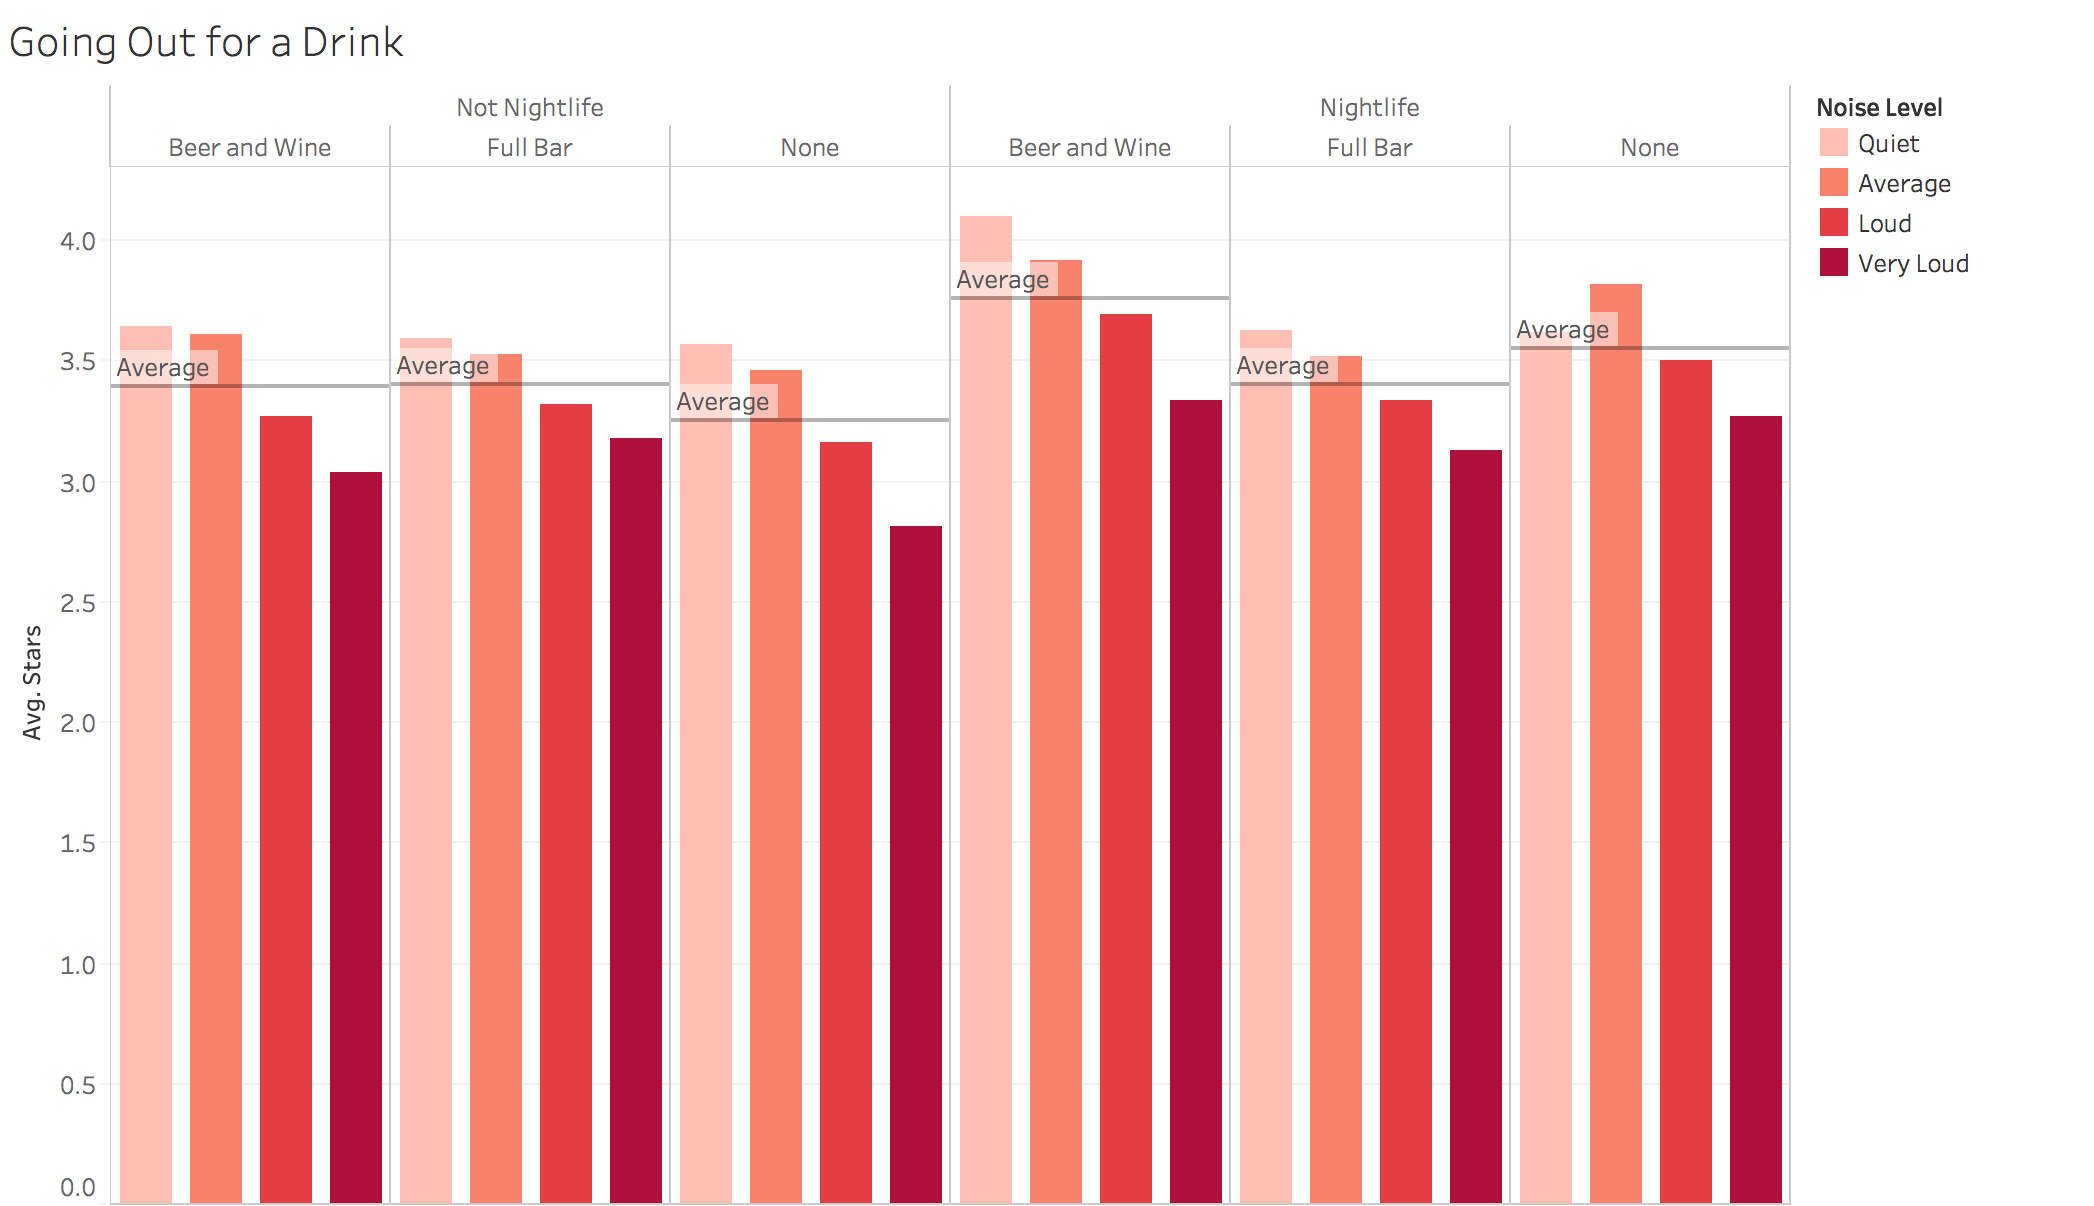 Going Out for a Drink
Not Nightlife Nightlife
Beer and Wine Full Bar None Beer and Wine Full Bar None
Noise Level
Quiet
Average
Loud
Very Loud
4.0
3.5
3.0
2.5
2.0
1.5
1.0
0.5
0.0
Avg. Stars
Average
Average
Average
Average
Average
Average